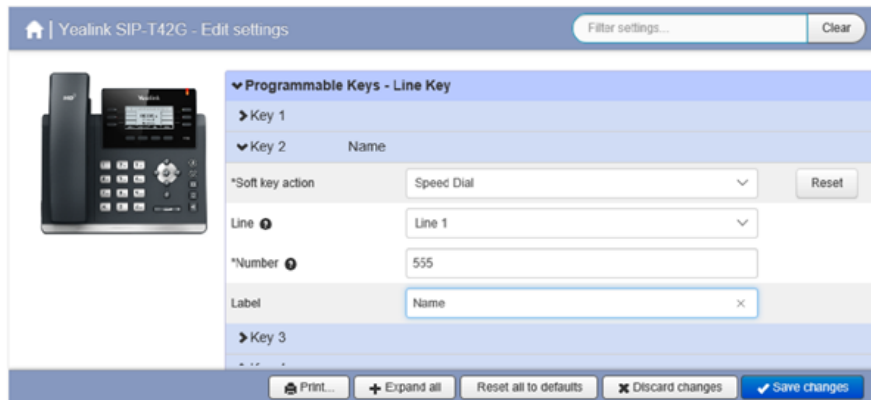 Yealink SIP-T42G - Edit settings
Filter settings...
Clear
Programmable Keys - Line Key
Key 1
Key 2 Name
*Soft key action Speed Dial Reset
Line Line 1
*Number 555
Label Name
Key 3
Print... Expand all Reset all to defaults Discard changes Save changes